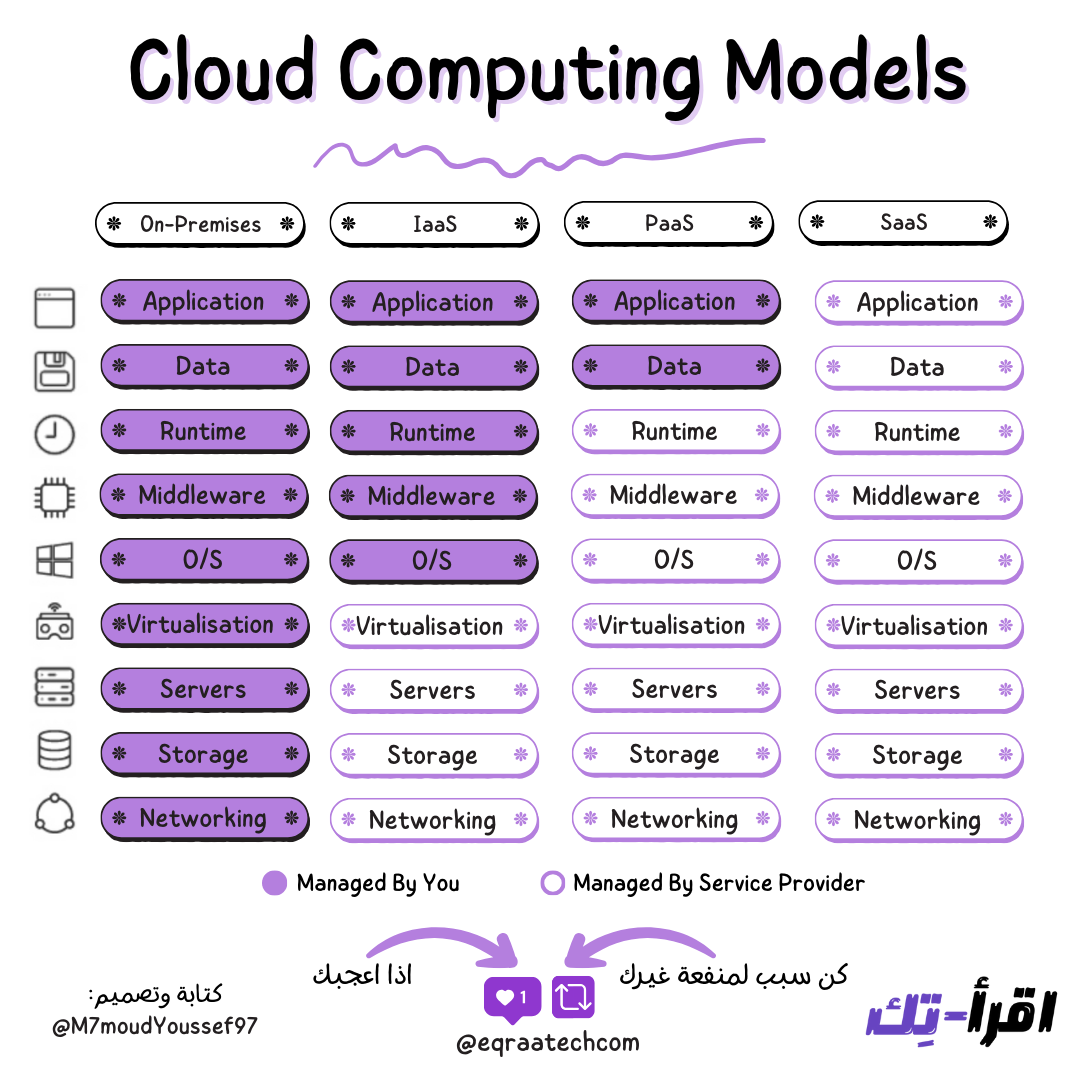 Cloud Computing Models
On-Premises IaaS PaaS SaaS
Application Application Application Application
Data Data Data Data
Runtime Runtime Runtime Runtime
Middleware Middleware Middleware Middleware
O/S O/S O/S O/S
Virtualisation Virtualisation Virtualisation Virtualisation
Servers Servers Servers Servers
Storage Storage Storage Storage
Networking Networking Networking Networking
Managed By You Managed By Service Provider
كن سبب لمنفعة غيرك
اذا اعجبك
1
كتابة وتصميم:
@M7moudYoussef97
@eqraatechcom
اقرأ-تِك